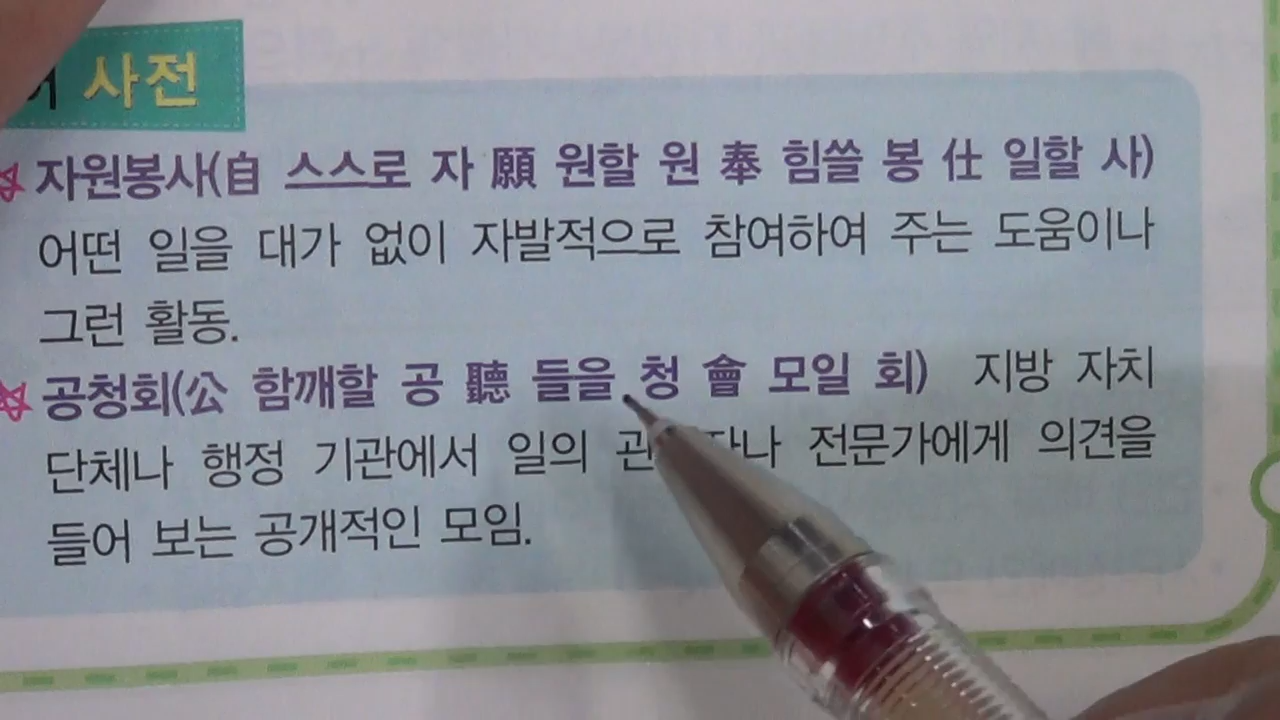 사전
자원봉사(自 스스로 자 願 원할 원 奉 힘쓸 봉 仕 일할 사)
어떤 일을 대가 없이 자발적으로 참여하여 주는 도움이나
그런 활동.
공청회(公 함께할 공 聽 들을 청 會 모일 회) 지방 자치
단체나 행정 기관에서 일의 전문가에게 의견을
들어 보는 공개적인 모임.